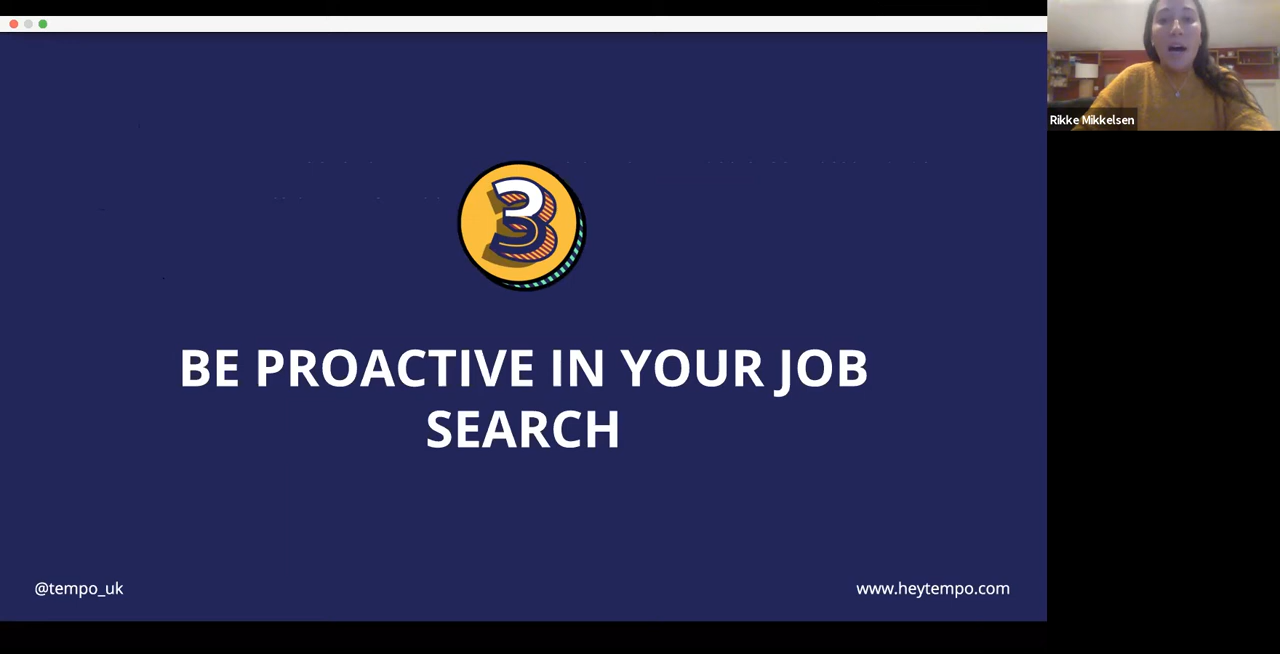 3
BE PROACTIVE IN YOUR JOB
SEARCH
@tempo_uk
www.heytempo.com
Rikke Mikkelsen